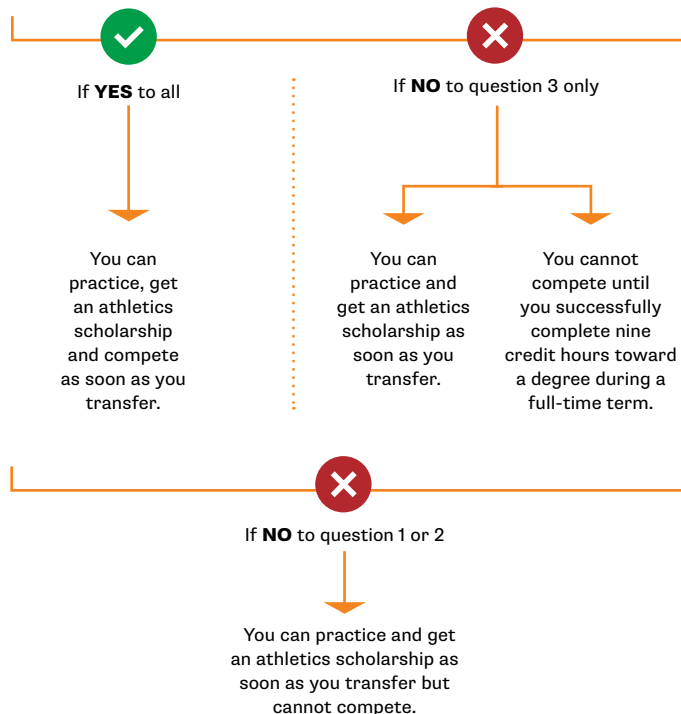 If YES to all
You can
practice, get
an athletics
scholarship
and compete
as soon as you
transfer.
If NO to question 3 only
You can
practice and
get an athletics
scholarship as
soon as you
transfer.
You cannot
compete until
you successfully
complete nine
credit hours toward
a degree during a
full-time term.
If NO to question 1 or 2
You can practice and get
an athletics scholarship as
soon as you transfer but
cannot compete.